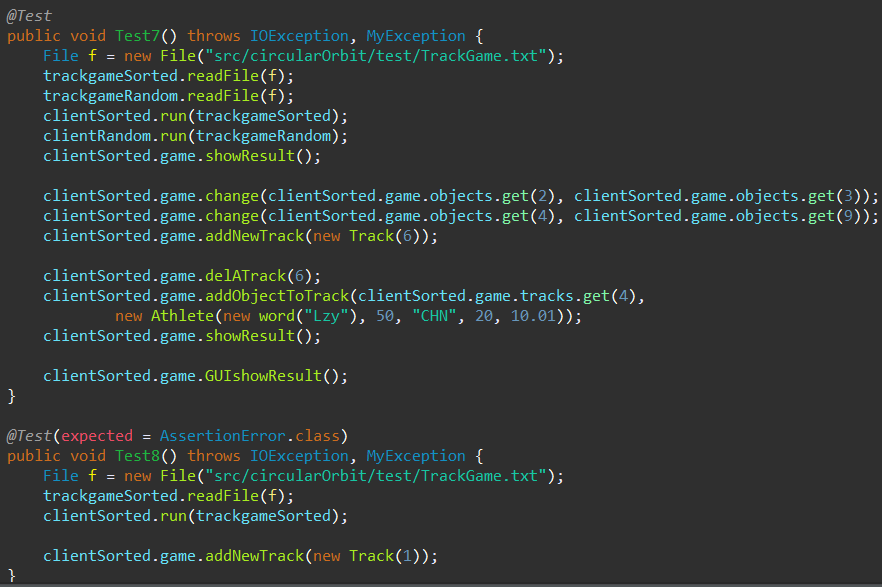 @Test
public void Test7() throws IOException, MyException {
    File f = new File("src/circularOrbit/test/TrackGame.txt");
    trackgameSorted.readFile(f);
    trackgameRandom.readFile(f);
    clientSorted.run(trackgameSorted);
    clientRandom.run(trackgameRandom);
    clientSorted.game.showResult();

    clientSorted.game.change(clientSorted.game.objects.get(2), clientSorted.game.objects.get(3));
    clientSorted.game.change(clientSorted.game.objects.get(4), clientSorted.game.objects.get(9));
    clientSorted.game.addNewTrack(new Track(6));

    clientSorted.game.delATrack(6);
    clientSorted.game.addObjectToTrack(clientSorted.game.tracks.get(4),
            new Athlete(new word("Lzy"), 50, "CHN", 20, 10.01));
    clientSorted.game.showResult();

    clientSorted.game.GUIshowResult();
}

@Test(expected = AssertionError.class)
public void Test8() throws IOException, MyException {
    File f = new File("src/circularOrbit/test/TrackGame.txt");
    trackgameSorted.readFile(f);
    clientSorted.run(trackgameSorted);

    clientSorted.game.addNewTrack(new Track(1));
}